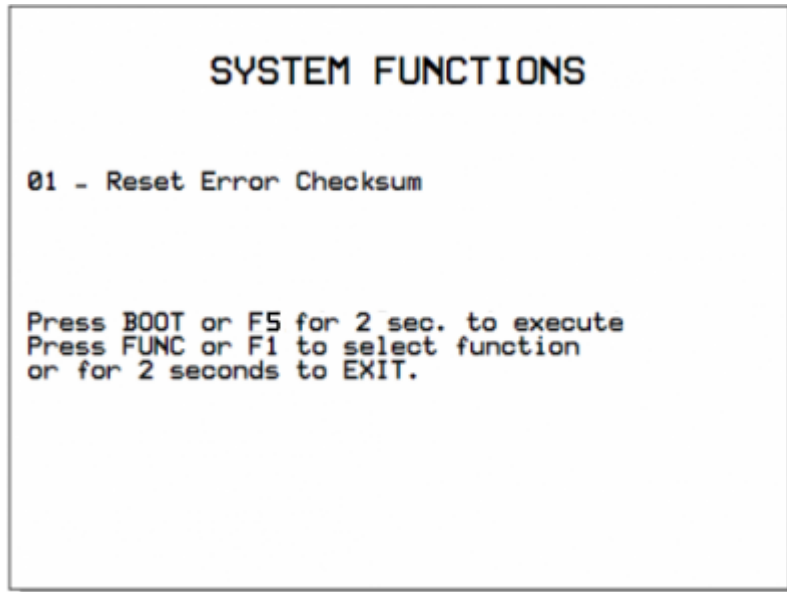 SYSTEM FUNCTIONS
01 - Reset Error Checksum
Press BOOT or F5 for 2 sec. to execute
Press FUNC or F1 to select function
or for 2 seconds to EXIT.